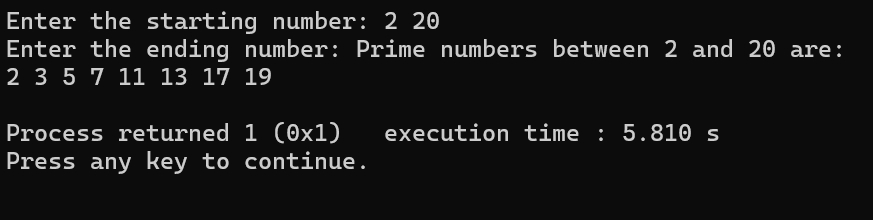 Enter the starting number: 2 20
Enter the ending number: Prime numbers between 2 and 20 are:
2 3 5 7 11 13 17 19
Process returned 1 (0x1)   execution time : 5.810 s
Press any key to continue.